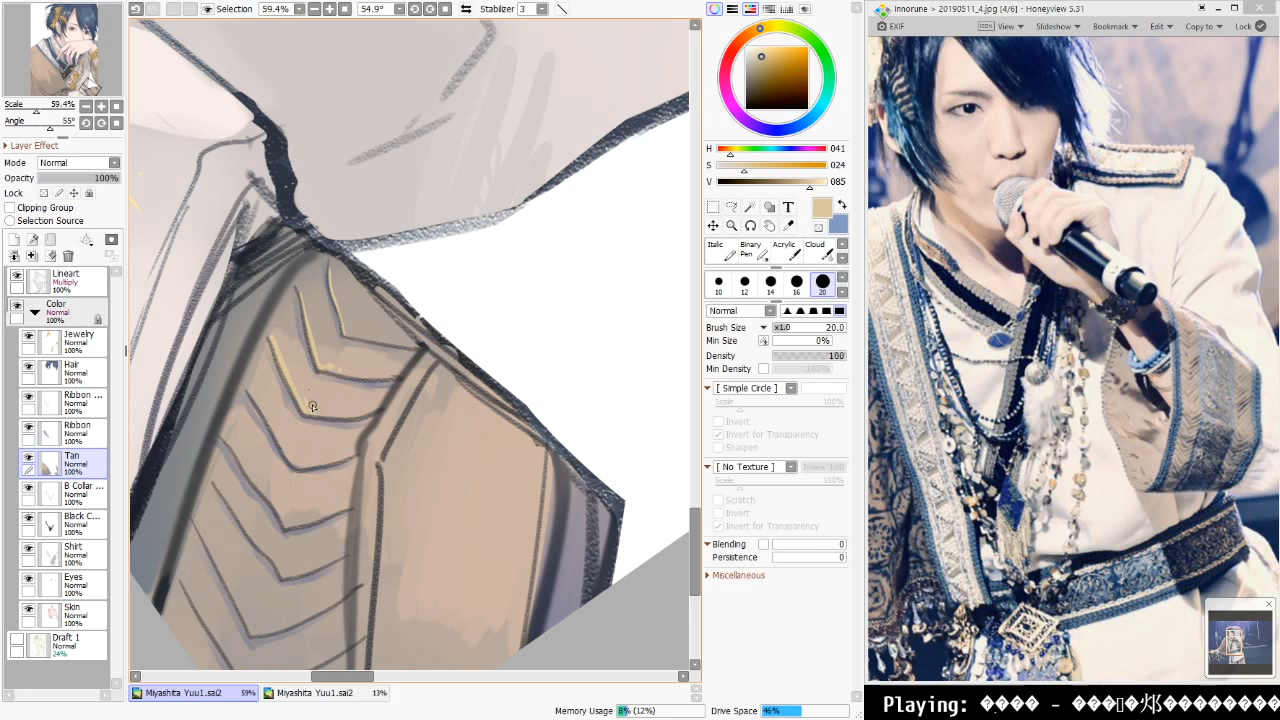 Selection 59.4% 54.9° Stabilizer 3
Inorune > 20190511_4.jpg [4/6] - Honeyview 5.31
EXIF View Slideshow Bookmark Edit Copy to Lock
Scale 59.4%
Angle 55°
Layer Effect
Mode Normal
100%
Lock
Clipping Group
Selection Source
Lineart
Multiply
100%
Color
Normal
100%
Jewelry
Normal
100%
Hair
Normal
100%
Ribbon ...
Normal
100%
Ribbon
Normal
100%
Tan
Normal
100%
B Collar ...
Normal
100%
Black C...
Normal
100%
Shirt
Normal
100%
Eyes
Normal
100%
Skin
Normal
100%
Draft 1
Normal
24%
H 041
S 024
V 085
T
Italic Binary Pen Acrylic Cloud
10 12 14 16 20
Normal
Brush Size x1.0 20.0
Min Size 0%
Density 100
Min Density 100%
[ Simple Circle ]
Scale 100%
Invert
Invert for Transparency
Sharpen
[ No Texture ]
Scale 100%
Scratch
Invert
Invert for Transparency
Blending 0
Persistence 0
Miscellaneous
Miyashita Yuu1.sai2 59% Miyashita Yuu1.sai2 13%
Memory Usage 8% (12%) Drive Space 46%
Playing: